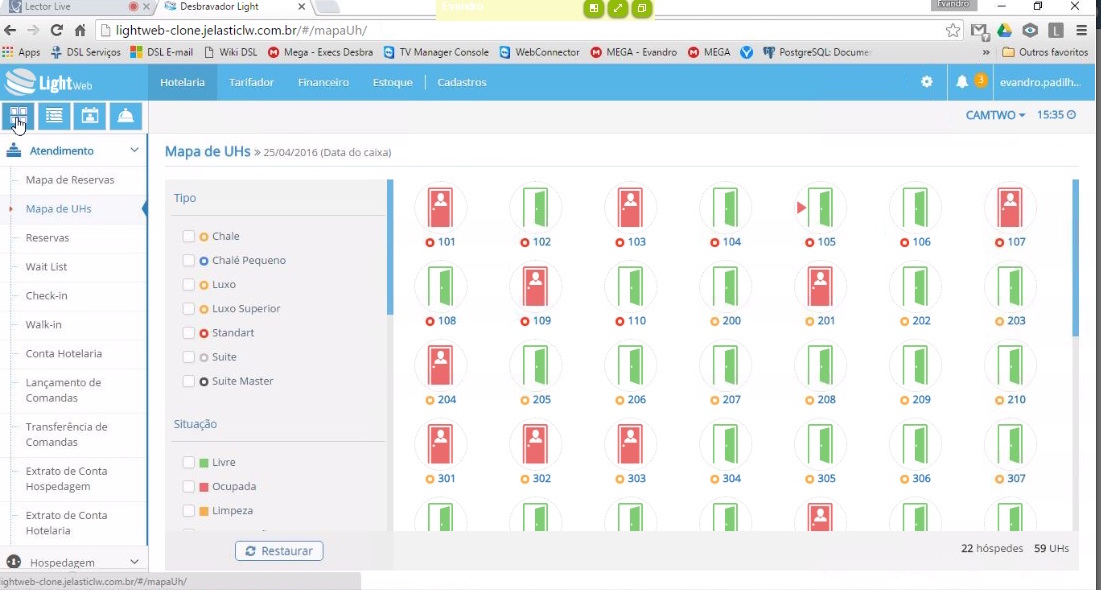 Lector Live
Desbravador Light
Evandro
Evandro
lightweb-clone.jelasticlw.com.br/#/mapaUh/
Apps
DSL Serviços
DSL E-mail
Wiki DSL
Mega - Execs Desbra
TV Manager Console
WebConnector
MEGA - Evandro
MEGA
PostgreSQL: Docume
»
Outros favoritos
LightWeb
Hotelaria
Tarifador
Financeiro
Estoque
Cadastros
3
evandro.padilh...
CAMTWO
15:35
Atendimento
Mapa de Reservas
Mapa de UHs
Reservas
Wait List
Check-in
Walk-in
Conta Hotelaria
Lançamento de
Comandas
Transferência de
Comandas
Extrato de Conta
Hospedagem
Extrato de Conta
Hotelaria
Hospedagem
Mapa de UHs » 25/04/2016 (Data do caixa)
Tipo
Chale
Chalé Pequeno
Luxo
Luxo Superior
Standart
Suite
Suite Master
Situação
Livre
Ocupada
Limpeza
Restaurar
101 102 103 104 105 106 107
108 109 110 200 201 202 203
204 205 206 207 208 209 210
301 302 303 304 305 306 307
22 hóspedes 59 UHs
lightweb-clone.jelasticlw.com.br/#/mapaUh/